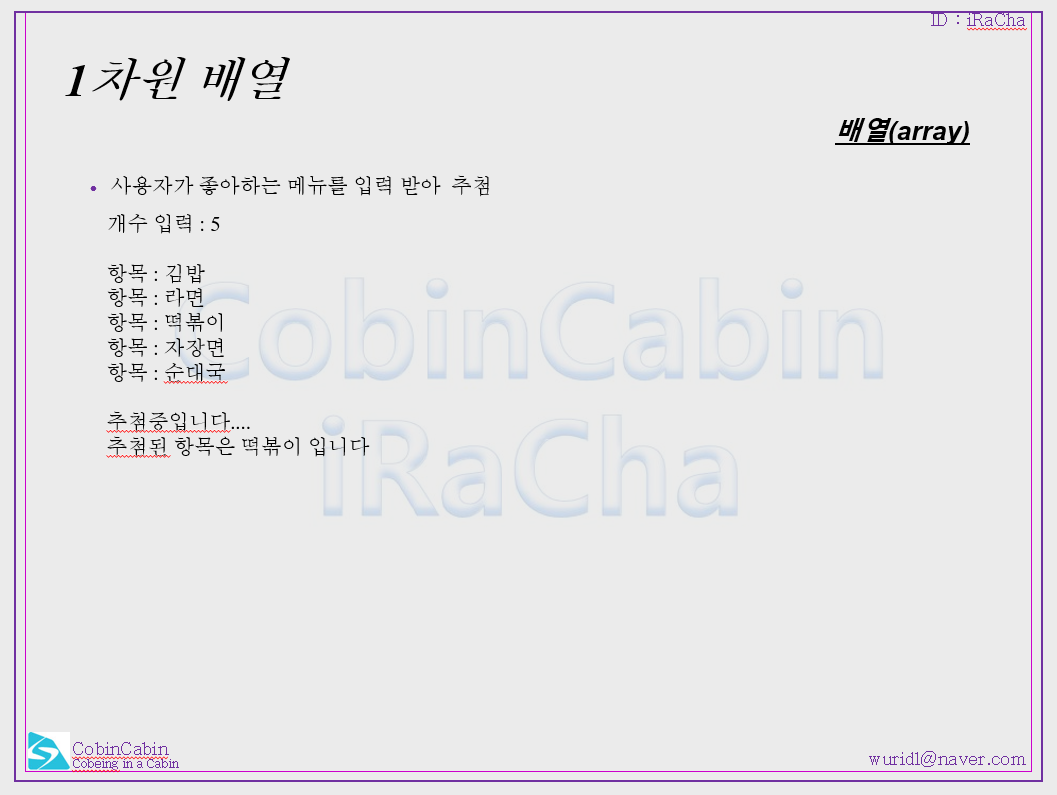 ID : iRaCha
1차원 배열
배열(array)
• 사용자가 좋아하는 메뉴를 입력 받아 추첨
개수 입력 : 5
항목 : 김밥
항목 : 라면
항목 : 떡볶이
항목 : 자장면
항목 : 순대국
추첨중입니다....
추첨된 항목은 떡볶이 입니다
CobinCabin
iRaCha
CobinCabin
Cobeing in a Cabin
wurid1@naver.com